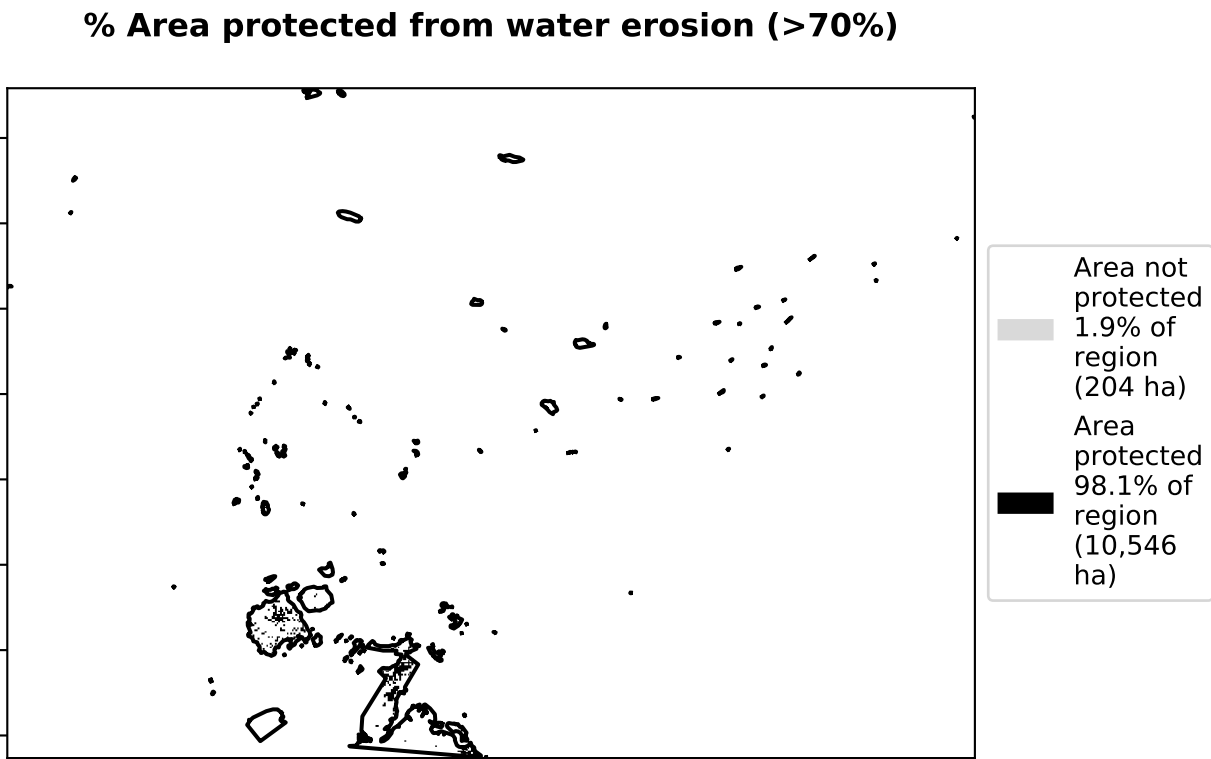 % Area protected from water erosion (>70%)
Area not
protected
1.9% of
region
(204 ha)
Area
protected
98.1% of
region
(10,546
ha)